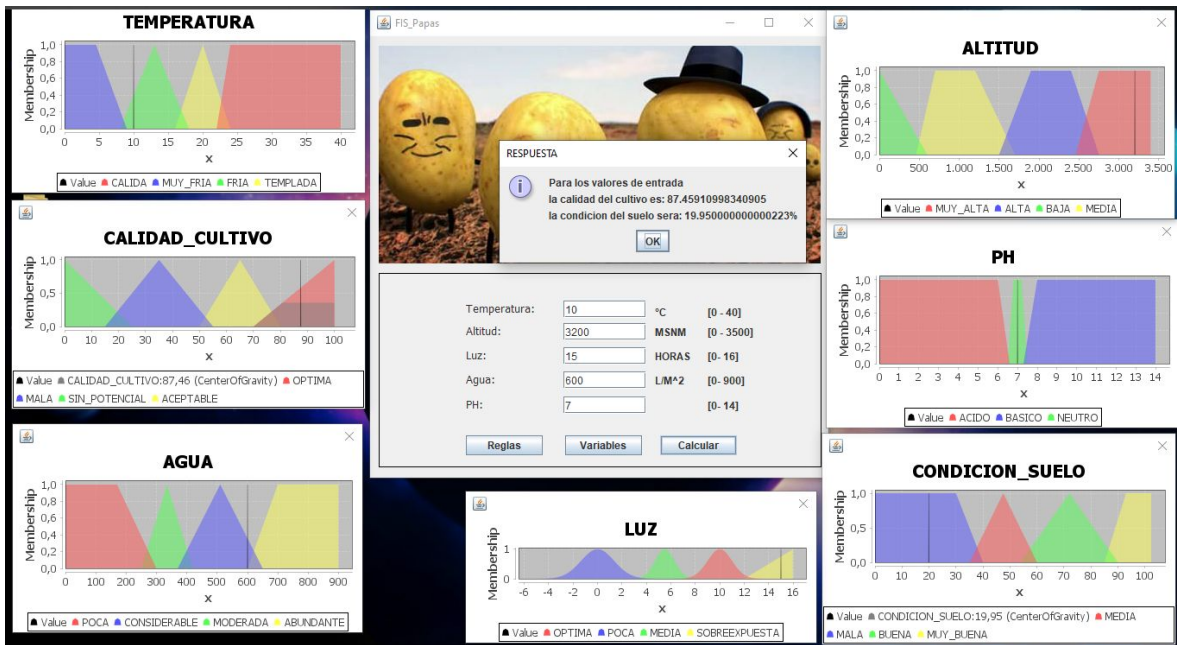 TEMPERATURA
Membership
1,0
0,8
0,6
0,4
0,2
0,0
0 5 10 15 20 25 30 35 40
x
Value CALIDA MUY_FRIA FRIA TEMPLADA
CALIDAD_CULTIVO
Membership
1,0
0,5
0,0
0 10 20 30 40 50 60 70 80 90 100
x
Value CALIDAD_CULTIVO:87,46 (CenterOfGravity) OPTIMA
MALA SIN_POTENCIAL ACEPTABLE
AGUA
Membership
1,0
0,8
0,6
0,4
0,2
0,0
0 100 200 300 400 500 600 700 800 900
x
Value POCA CONSIDERABLE MODERADA ABUNDANTE
FIS_Papas
RESPUESTA
Para los valores de entrada
la calidad del cultivo es: 87.45910998340905
la condicion del suelo sera: 19.950000000000223%
OK
Temperatura: 10 °C [0 - 40]
Altitud: 3200 MSNM [0 - 3500]
Luz: 15 HORAS [0- 16]
Agua: 600 L/M^2 [0- 900]
PH: 7 [0- 14]
Reglas Variables Calcular
LUZ
Membership
1
0
-6 -4 -2 0 2 4 6 8 10 12 14 16
x
Value OPTIMA POCA MEDIA SOBREEXPUESTA
ALTITUD
Membership
1,0
0,8
0,6
0,4
0,2
0,0
0 500 1.000 1.500 2.000 2.500 3.000 3.500
x
Value MUY_ALTA ALTA BAJA MEDIA
PH
Membership
1,0
0,8
0,6
0,4
0,2
0,0
0 1 2 3 4 5 6 7 8 9 10 11 12 13 14
x
Value ACIDO BASICO NEUTRO
CONDICION_SUELO
Membership
1,0
0,5
0,0
0 10 20 30 40 50 60 70 80 90 100
x
Value CONDICION_SUELO:19,95 (CenterOfGravity) MEDIA
MALA BUENA MUY_BUENA